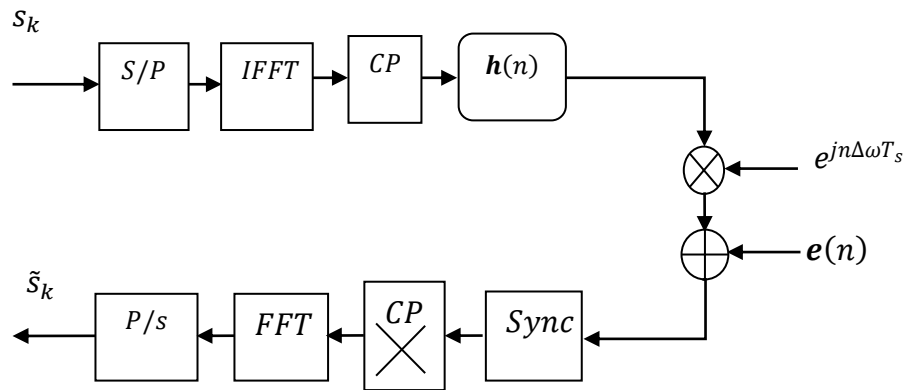 s_k
S/P
IFFT
CP
h(n)
e^{jnΔωT_s}
e(n)
s̃_k
P/s
FFT
CP
Sync